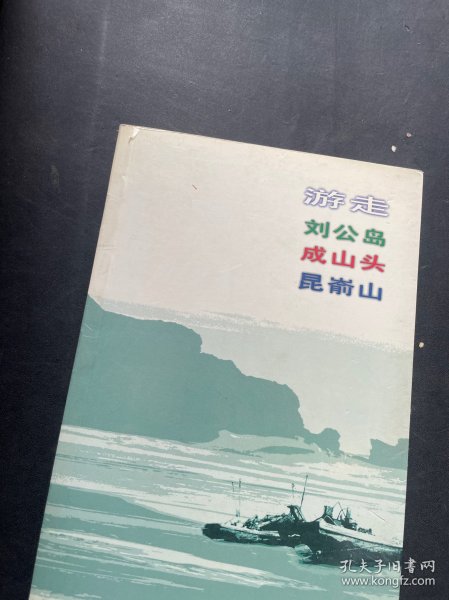 游走
刘公岛
成山头
昆嵛山
孔夫子旧书网
www.kongfz.com